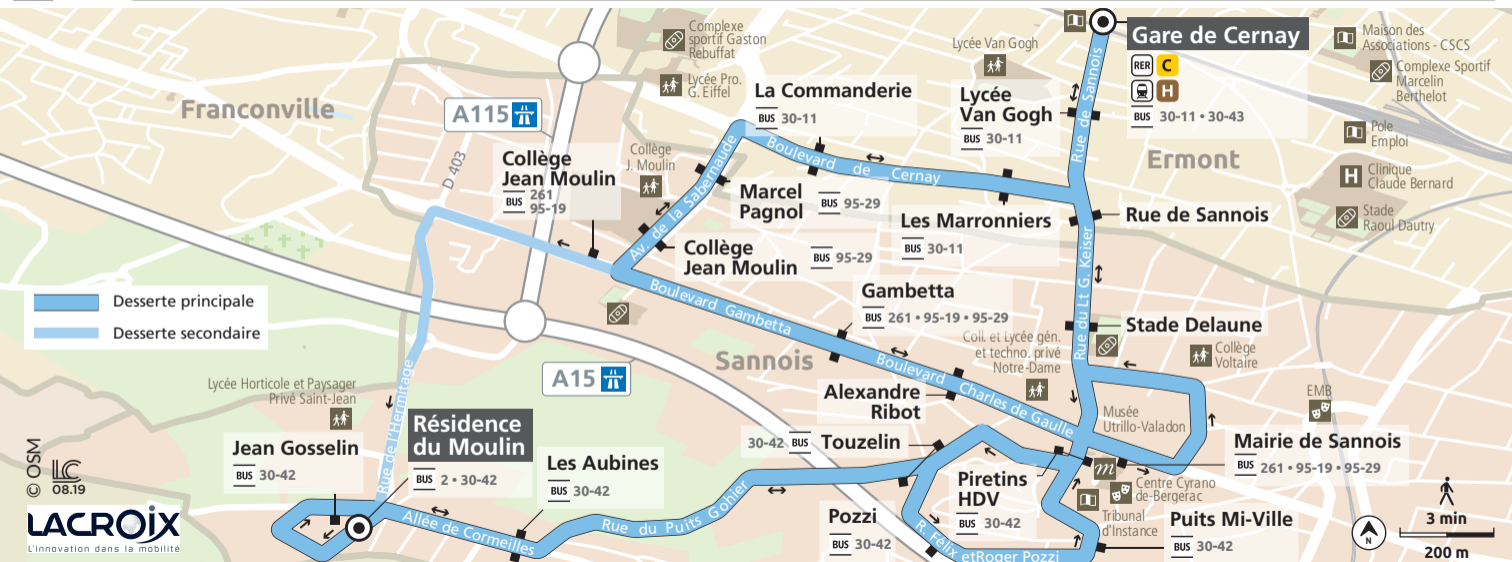 Franconville
A115
D 403
Complexe
sportif Gaston
Rebuffat
Lycée Pro.
G. Eiffel
Collège
J. Moulin
Collège
Jean Moulin
BUS 261
95-19
La Commanderie
BUS 30-11
Boulevard de Cernay
Av. de la Sabernaude
Marcel
Pagnol
BUS 95-29
Collège
Jean Moulin
BUS 95-29
Lycée Van Gogh
Lycée
Van Gogh
BUS 30-11
Les Marronniers
BUS 30-11
Rue de Sannois
Gare de Cernay
RER C
H
BUS 30-11 • 30-43
Maison des
Associations - CSCS
Complexe Sportif
Marcelin
Berthelot
Pole
Emploi
H Clinique
Claude Bernard
Stade
Raoul Dautry
Ermont
Rue de Sannois
Rue du Lt G. Keiser
Stade Delaune
Collège
Voltaire
Desserte principale
Desserte secondaire
Boulevard Gambetta
Gambetta
BUS 261 • 95-19 • 95-29
Coll. et Lycée gén.
et techno. privé
Notre-Dame
Sannois
A15
Boulevard Charles de Gaulle
Alexandre
Ribot
Musée
Utrillo-Valadon
EMB
Mairie de Sannois
BUS 261 • 95-19 • 95-29
m
Centre Cyrano
de-Bergerac
Tribunal
d'Instance
Puits Mi-Ville
BUS 30-42
Piretins
HDV
BUS 30-42
30-42 BUS Touzelin
Pozzi
BUS 30-42
R. Félix etRoger Pozzi
Rue du Puits Gohier
Les Aubines
BUS 30-42
Allée de Cormeilles
Résidence
du Moulin
BUS 2 • 30-42
Rue de l'Hermitage
Lycée Horticole et Paysager
Privé Saint-Jean
Jean Gosselin
BUS 30-42
© OSM
LC
08.19
LACROIX
L'innovation dans la mobilité
N
3 min
200 m